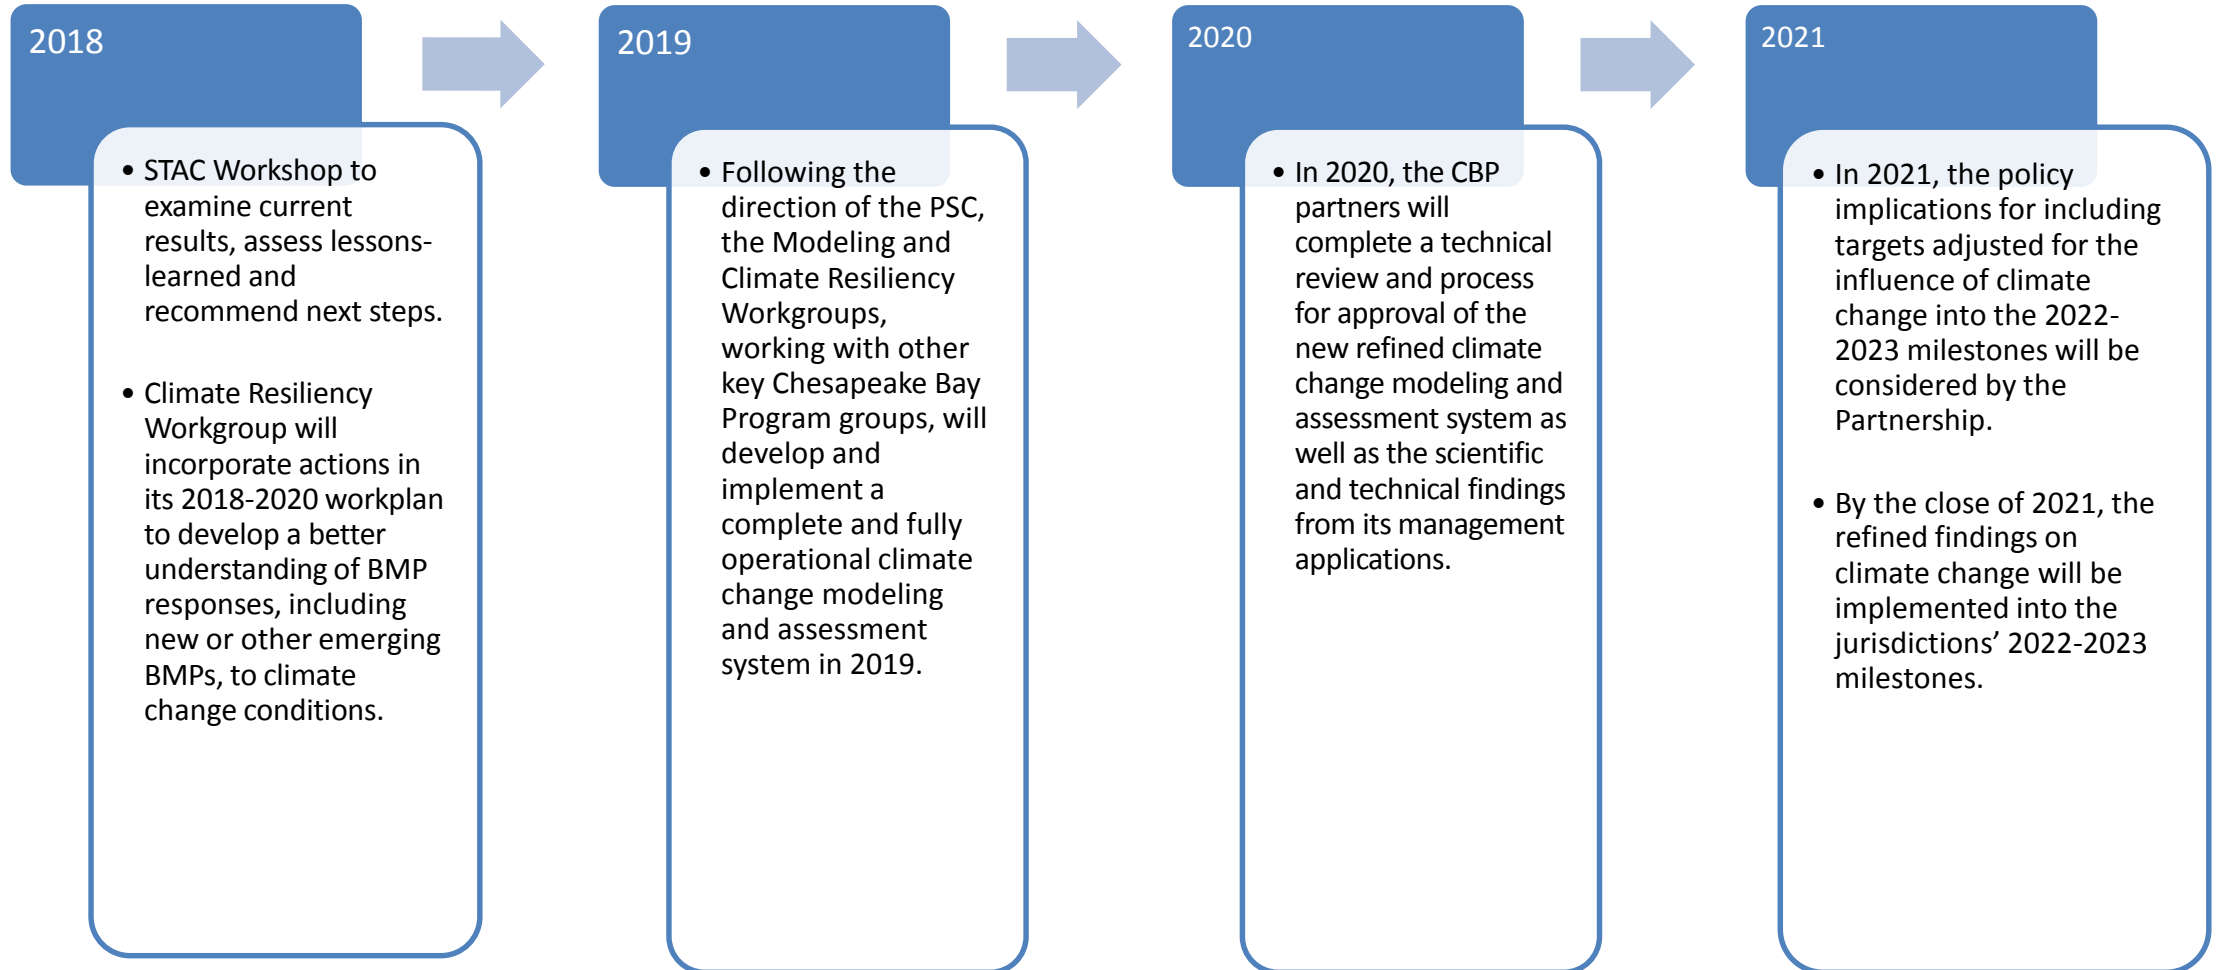 2018
• STAC Workshop to
examine current
results, assess lessons-
learned and
recommend next steps.
• Climate Resiliency
Workgroup will
incorporate actions in
its 2018-2020 workplan
to develop a better
understanding of BMP
responses, including
new or other emerging
BMPs, to climate
change conditions.
2019
• Following the
direction of the PSC,
the Modeling and
Climate Resiliency
Workgroups,
working with other
key Chesapeake Bay
Program groups, will
develop and
implement a
complete and fully
operational climate
change modeling
and assessment
system in 2019.
2020
• In 2020, the CBP
partners will
complete a technical
review and process
for approval of the
new refined climate
change modeling and
assessment system as
well as the scientific
and technical findings
from its management
applications.
2021
• In 2021, the policy
implications for including
targets adjusted for the
influence of climate
change into the 2022-
2023 milestones will be
considered by the
Partnership.
• By the close of 2021, the
refined findings on
climate change will be
implemented into the
jurisdictions’ 2022-2023
milestones.